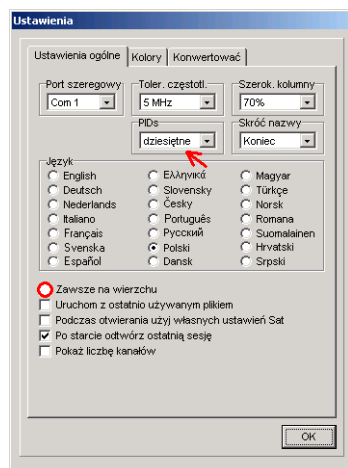 Ustawienia
Ustawienia ogólne Kolory Konwertować
Port szeregowy Toler. częstotl. Szerok. kolumny
Com 1 5 MHz 70%
PIDs Skróć nazwy
dziesiętne Koniec
Język
English Ελληνικά Magyar
Deutsch Slovensky Türkçe
Nederlands Česky Norsk
Italiano Português Romana
Français Русский Suomalainen
Svenska Polski Hrvatski
Español Dansk Srpski
Zawsze na wierzchu
Uruchom z ostatnio używanym plikiem
Podczas otwierania użyj własnych ustawień Sat
Po starcie odtwórz ostatnią sesję
Pokaż liczbę kanałów
OK